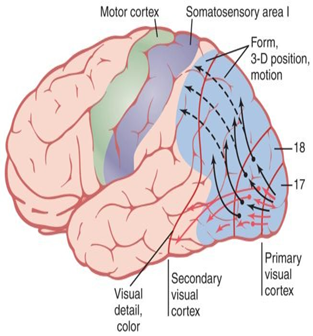 Motor cortex
Somatosensory area I
Form,
3-D position,
motion
18
17
Primary
visual
cortex
Secondary
visual
cortex
Visual
detail,
color